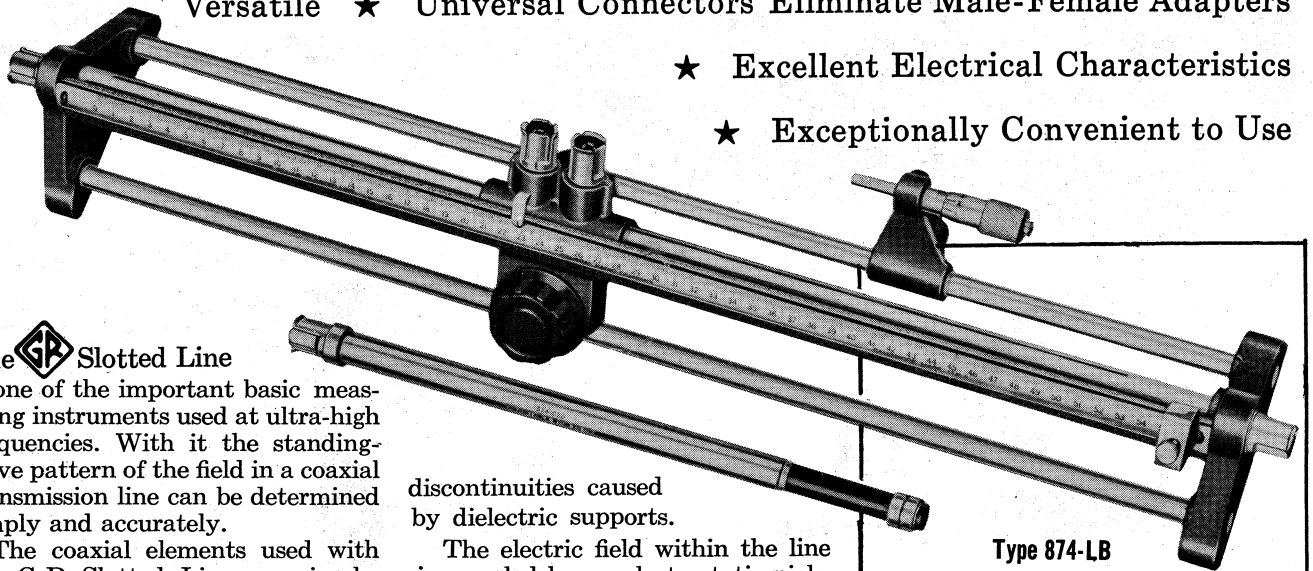 Versatile ★ Universal Connectors Eliminate Male-Female Adapters
★ Excellent Electrical Characteristics
★ Exceptionally Convenient to Use
GR Slotted Line
one of the important basic meas-
ing instruments used at ultra-high
quencies. With it the standing-
ve pattern of the field in a coaxial
nsmission line can be determined
ply and accurately.
The coaxial elements used with
discontinuities caused
by dielectric supports.
The electric field within the line
Type 874-LB